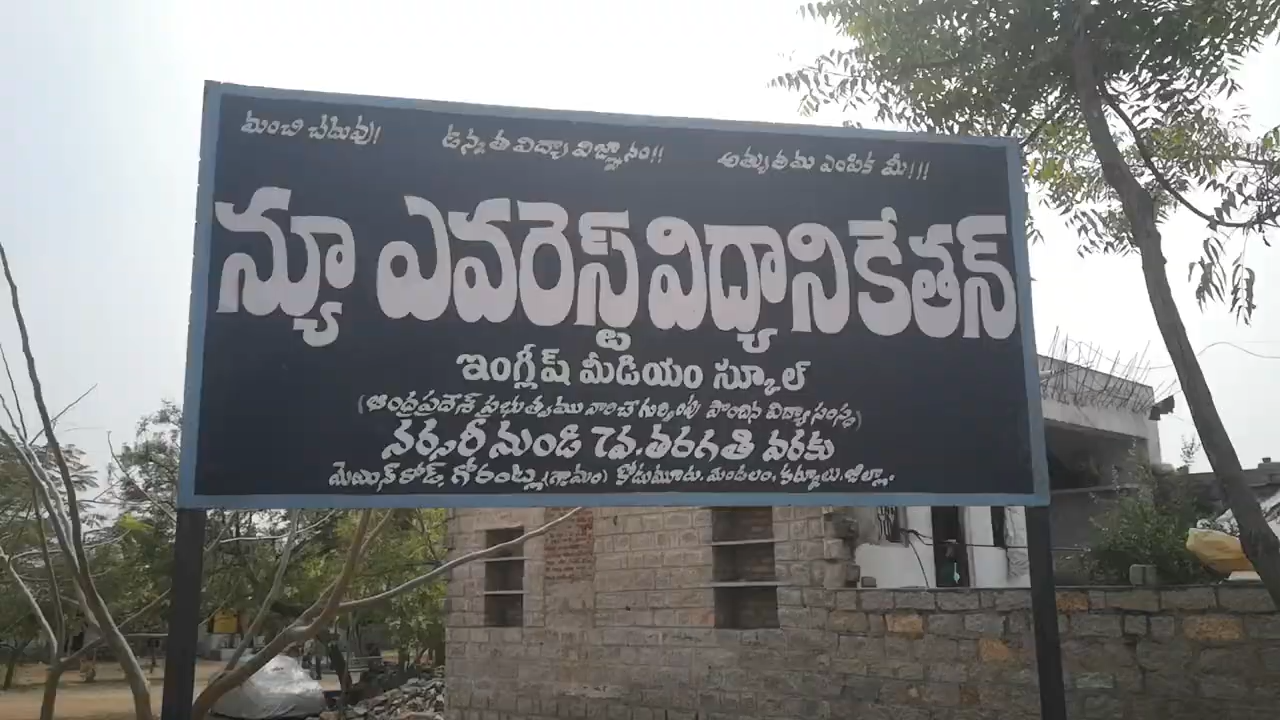 మంచి చదువు! ఉన్నత విద్యా విజ్ఞానం!! అత్యుత్తమ ఎంపిక మీ!!!
న్యూ ఎవరెస్ట్ విద్యానికేతన్
ఇంగ్లీష్ మీడియం స్కూల్
(ఆంధ్రప్రదేశ్ ప్రభుత్వము వారిచే గుర్తింపు పొందిన విద్యా సంస్థ)
నర్సరీ నుండి 7వ. తరగతి వరకు
మెయిన్ రోడ్, గోరంట్ల (గ్రామం) కోడుమూరు. మండలం, కర్నూలు. జిల్లా.